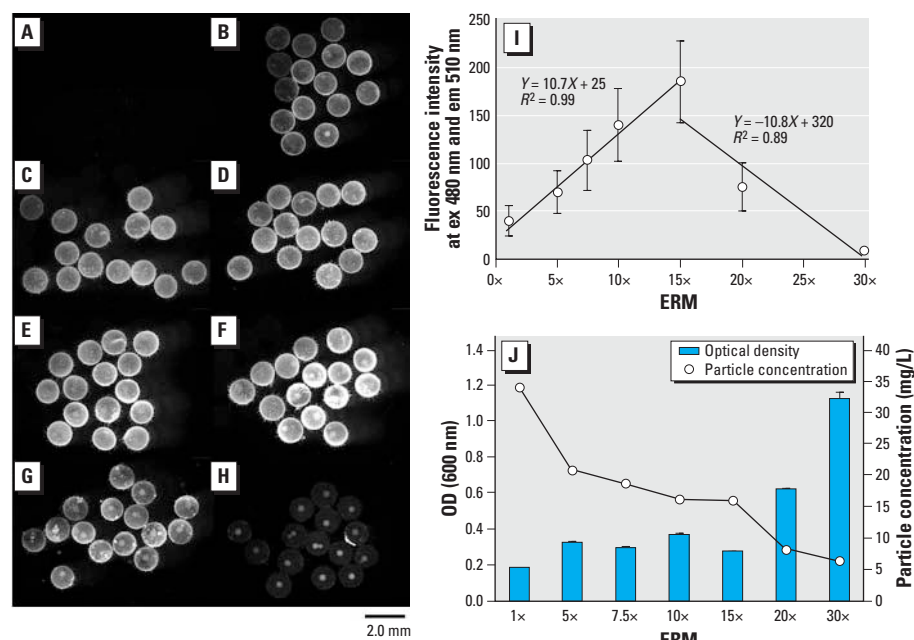 A
B
C
D
E
F
G
H
2.0 mm
I
Fluorescence intensity
at ex 480 nm and em 510 nm
250
200
150
100
50
0
Y = 10.7X + 25
R² = 0.99
Y = –10.8X + 320
R² = 0.89
0× 5× 10× 15× 20× 25× 30×
ERM
J
Optical density
Particle concentration
OD (600 nm)
1.4
1.2
1.0
0.8
0.6
0.4
0.2
0.0
Particle concentration (mg/L)
40
35
30
25
20
15
10
5
0
1× 5× 7.5× 10× 15× 20× 30×
ERM